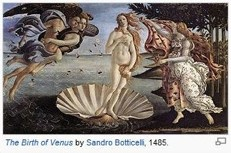 The Birth of Venus by Sandro Botticelli, 1485.